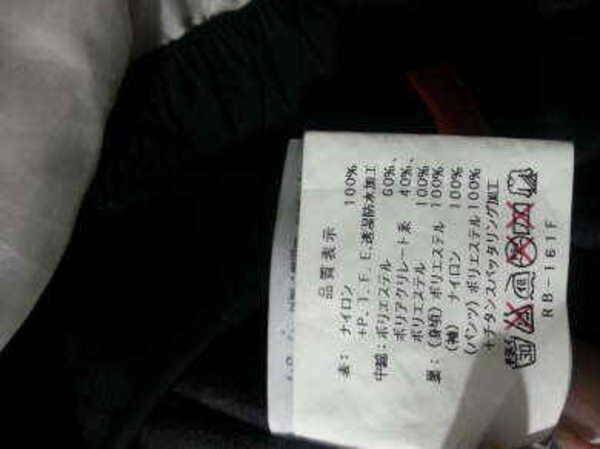 品質表示
表: ナイロン 100%
+P.T.F.E.透湿防水加工
中綿: ポリエステル 60%、
ポリアクリレート系 40%、
ポリエステル 100%
裏: (身頃) ポリエステル 100%
(袖) ナイロン 100%
(パンツ) ポリエステル 100%
+チタンスパッタリング加工
RB-161F